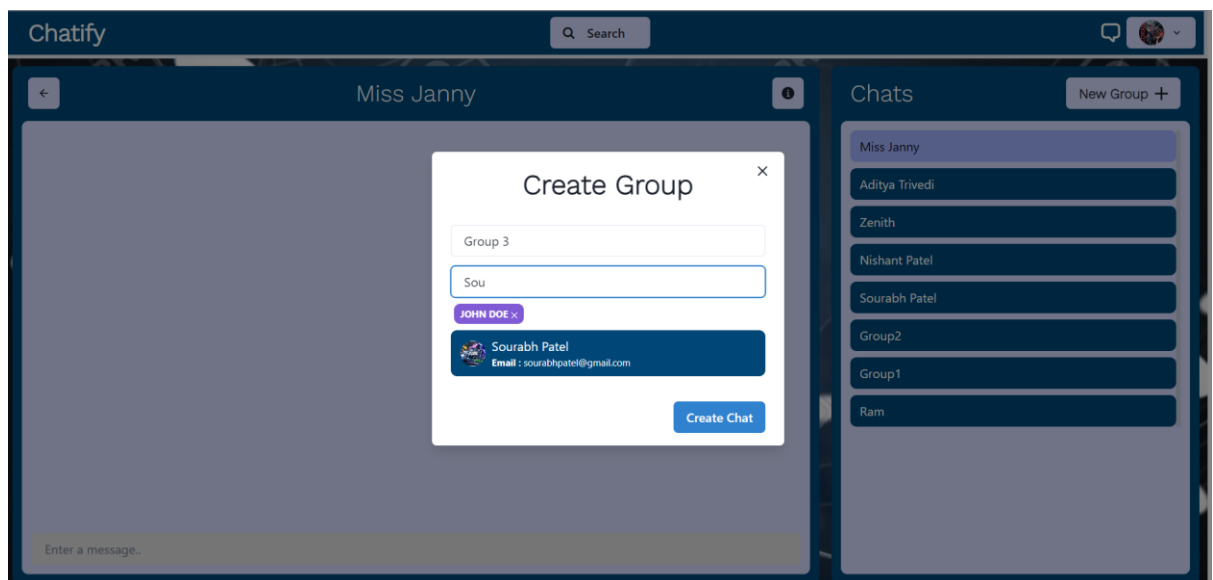 Chatify
Search
Miss Janny
Chats
New Group +
Miss Janny
Aditya Trivedi
Zenith
Nishant Patel
Sourabh Patel
Group2
Group1
Ram
Create Group
Group 3
Sou
JOHN DOE ×
Sourabh Patel
Email : sourabhpatel@gmail.com
Create Chat
Enter a message..